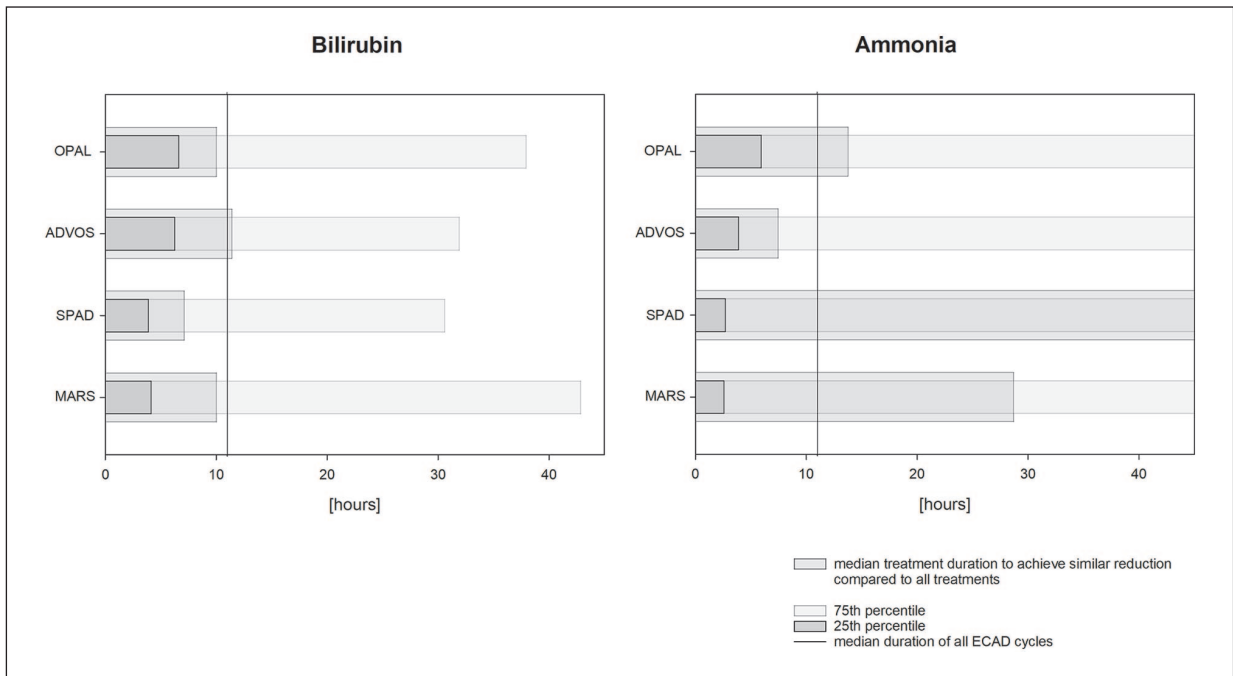 Bilirubin
OPAL
ADVOS
SPAD
MARS
0 10 20 30 40
[hours]
Ammonia
OPAL
ADVOS
SPAD
MARS
0 10 20 30 40
[hours]
median treatment duration to achieve similar reduction
compared to all treatments
75th percentile
25th percentile
median duration of all ECAD cycles